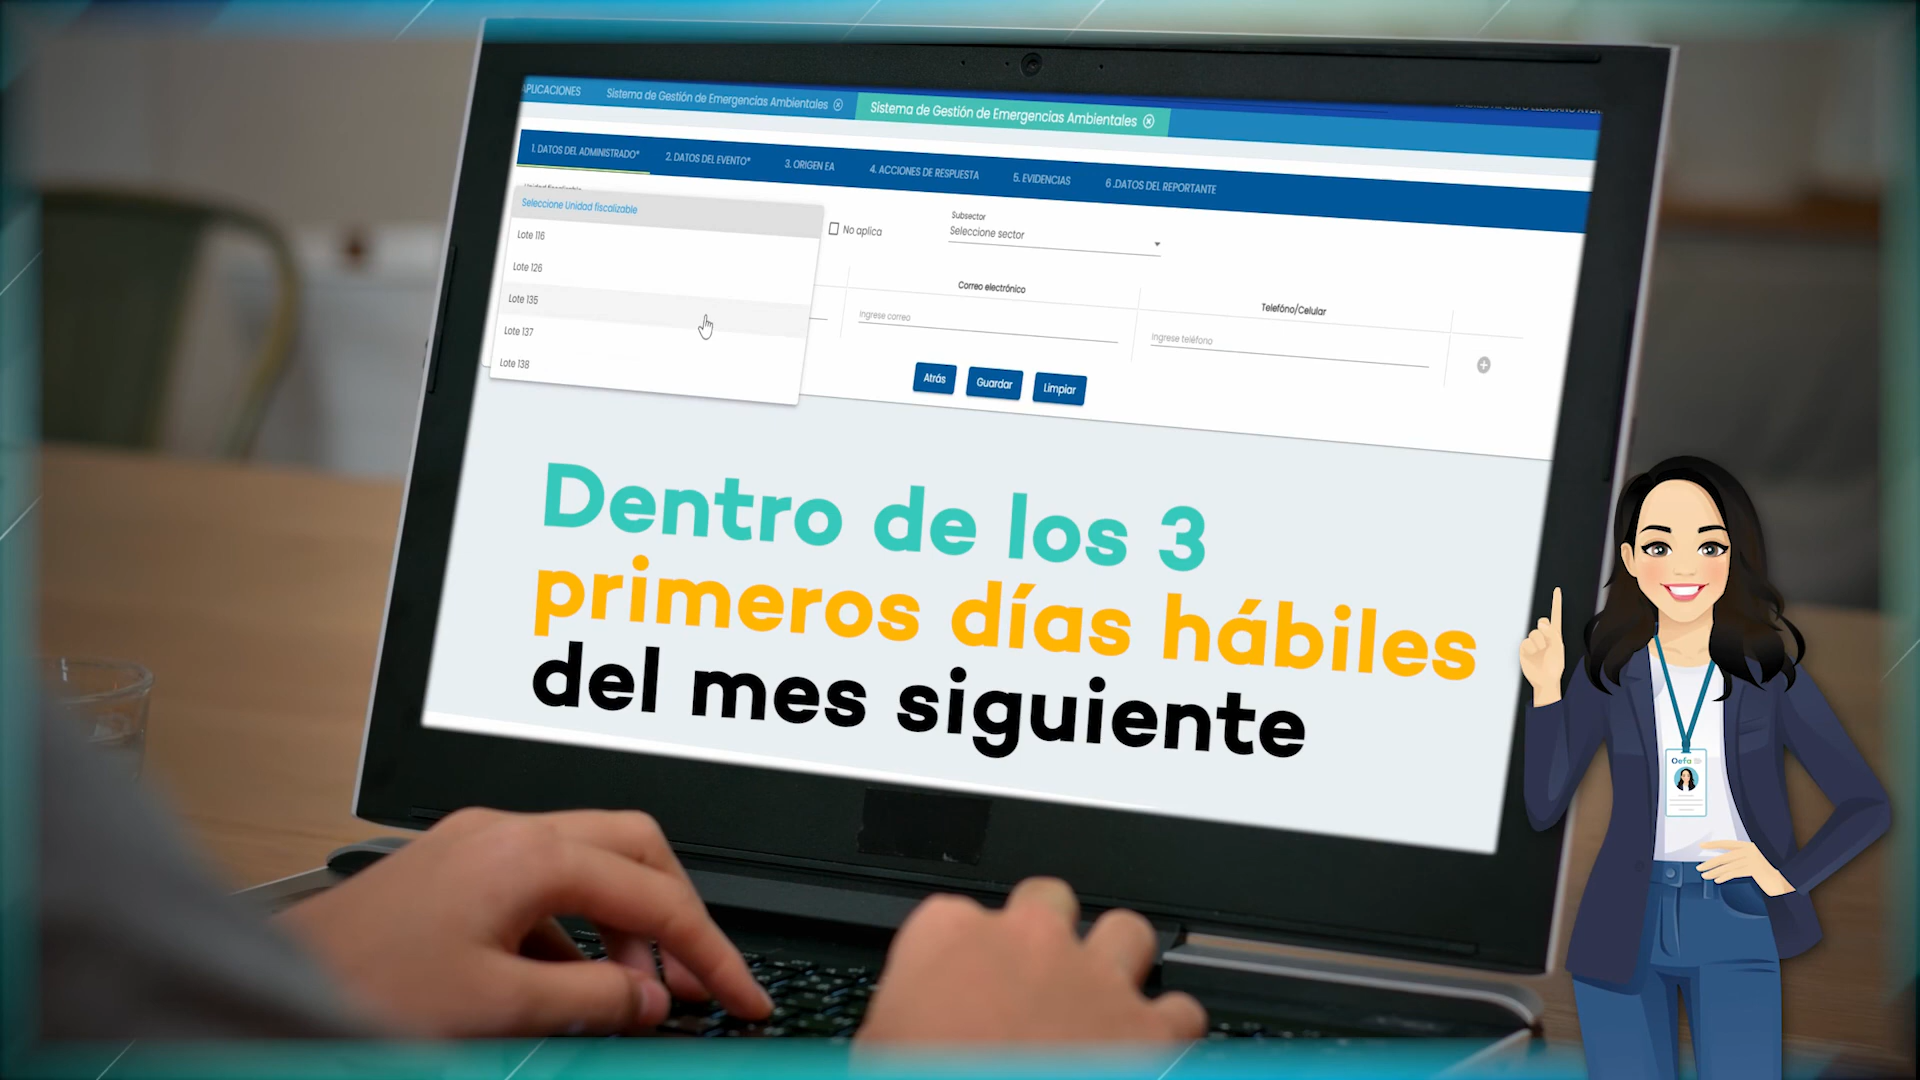 APLICACIONES
Sistema de Gestión de Emergencias Ambientales
Sistema de Gestión de Emergencias Ambientales
1. DATOS DEL ADMINISTRADO*
2. DATOS DEL EVENTO*
3. ORIGEN EA
4. ACCIONES DE RESPUESTA
5. EVIDENCIAS
6 .DATOS DEL REPORTANTE
Seleccione Unidad fiscalizable
Lote 116
Lote 126
Lote 135
Lote 137
Lote 138
No aplica
Subsector
Seleccione sector
Correo electrónico
Ingrese correo
Teléfono/Celular
Ingrese teléfono
Atrás
Guardar
Limpiar
Dentro de los 3
primeros días hábiles
del mes siguiente
Oefa